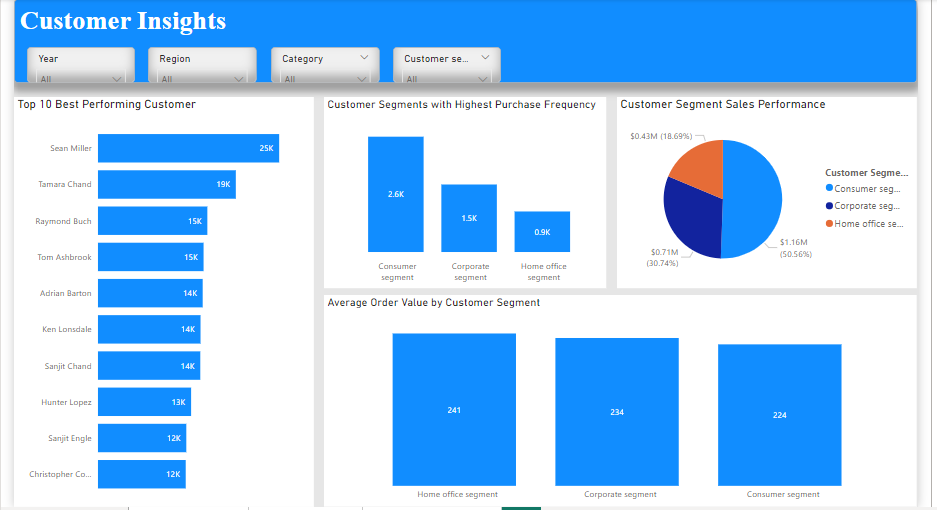 Customer Insights
Year
All
Region
All
Category
All
Customer se...
All
Top 10 Best Performing Customer
Sean Miller 25K
Tamara Chand 19K
Raymond Buch 15K
Tom Ashbrook 15K
Adrian Barton 14K
Ken Lonsdale 14K
Sanjit Chand 14K
Hunter Lopez 13K
Sanjit Engle 12K
Christopher Co... 12K
Customer Segments with Highest Purchase Frequency
2.6K
1.5K
0.9K
Consumer
segment
Corporate
segment
Home office
segment
Customer Segment Sales Performance
$0.43M (18.69%)
$0.71M
(30.74%)
$1.16M
(50.56%)
Customer Segme...
Consumer seg...
Corporate seg...
Home office se...
Average Order Value by Customer Segment
241
234
224
Home office segment
Corporate segment
Consumer segment